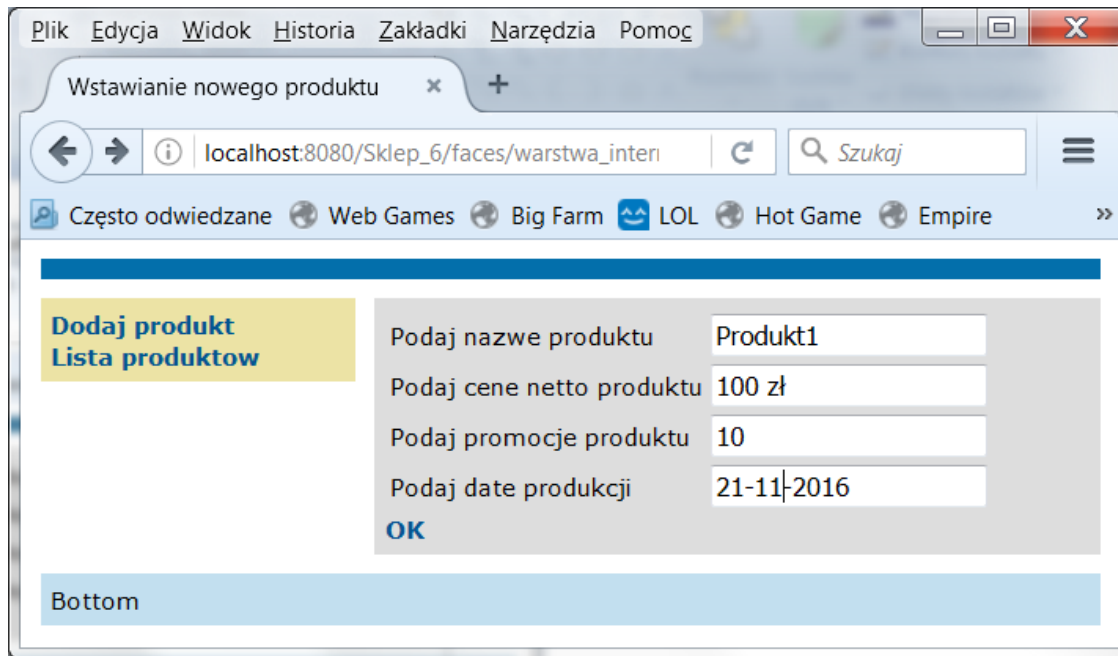 Plik Edycja Widok Historia Zakładki Narzędzia Pomoc
Wstawianie nowego produktu
localhost:8080/Sklep_6/faces/warstwa_inter
Szukaj
Często odwiedzane Web Games Big Farm LOL Hot Game Empire
Dodaj produkt
Lista produktow
Podaj nazwe produktu Produkt1
Podaj cene netto produktu 100 zł
Podaj promocje produktu 10
Podaj date produkcji 21-11-2016
OK
Bottom